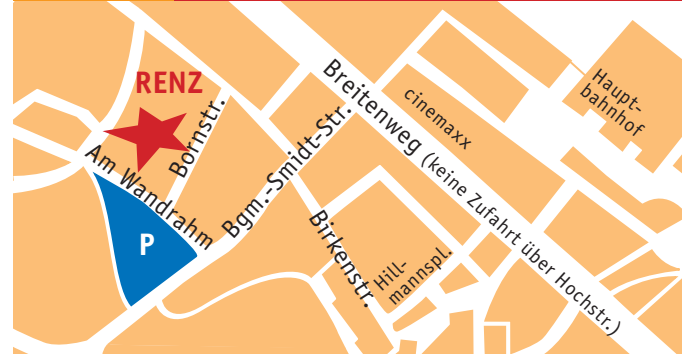 RENZ
Bornstr.
Am Wandrahm
P
Bgm.-Smidt-Str.
Breitenweg (keine Zufahrt über Hochstr.)
cinemaxx
Haupt-
bahnhof
Birkenstr.
Hill-
mannspl.